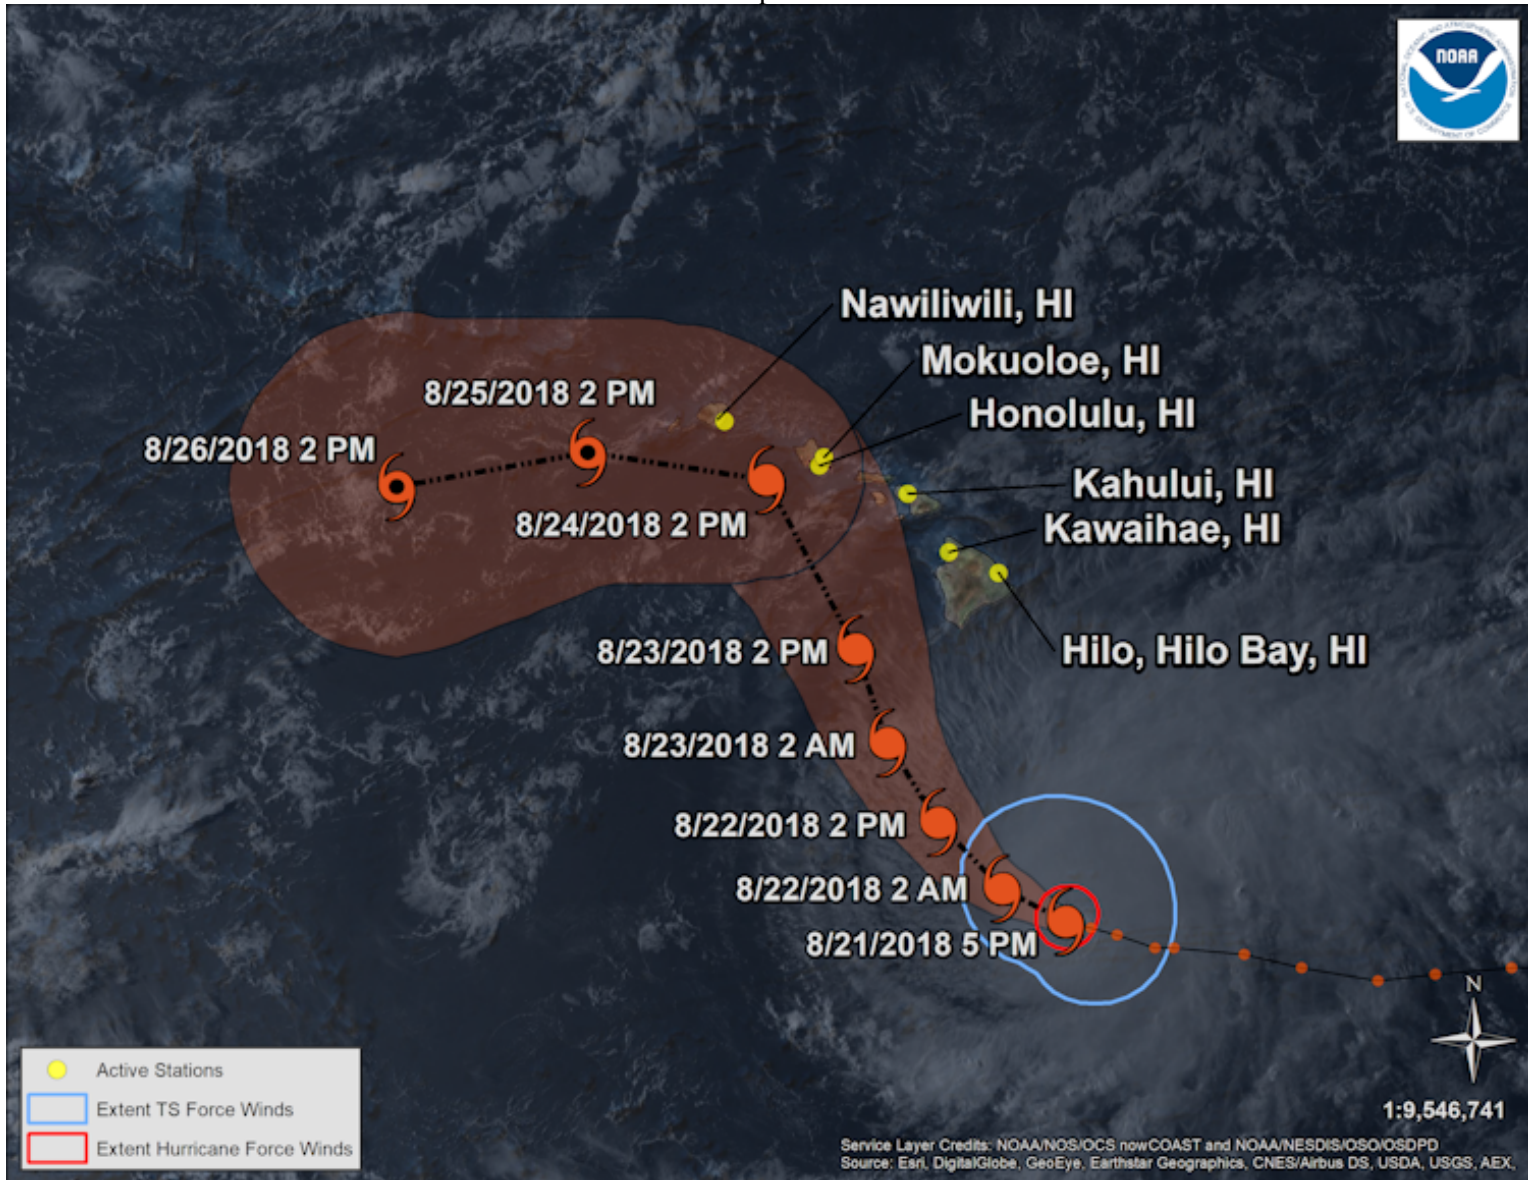 NOAA
Nawiliwili, HI
Mokuoloe, HI
8/25/2018 2 PM
Honolulu, HI
8/26/2018 2 PM
Kahului, HI
8/24/2018 2 PM
Kawaihae, HI
8/23/2018 2 PM
Hilo, Hilo Bay, HI
8/23/2018 2 AM
8/22/2018 2 PM
8/22/2018 2 AM
8/21/2018 5 PM
N
Active Stations
Extent TS Force Winds
Extent Hurricane Force Winds
1:9,546,741
Service Layer Credits: NOAA/NOS/OCS nowCOAST and NOAA/NESDIS/OSO/OSDPD
Source: Esri, DigitalGlobe, GeoEye, Earthstar Geographics, CNES/Airbus DS, USDA, USGS, AEX,